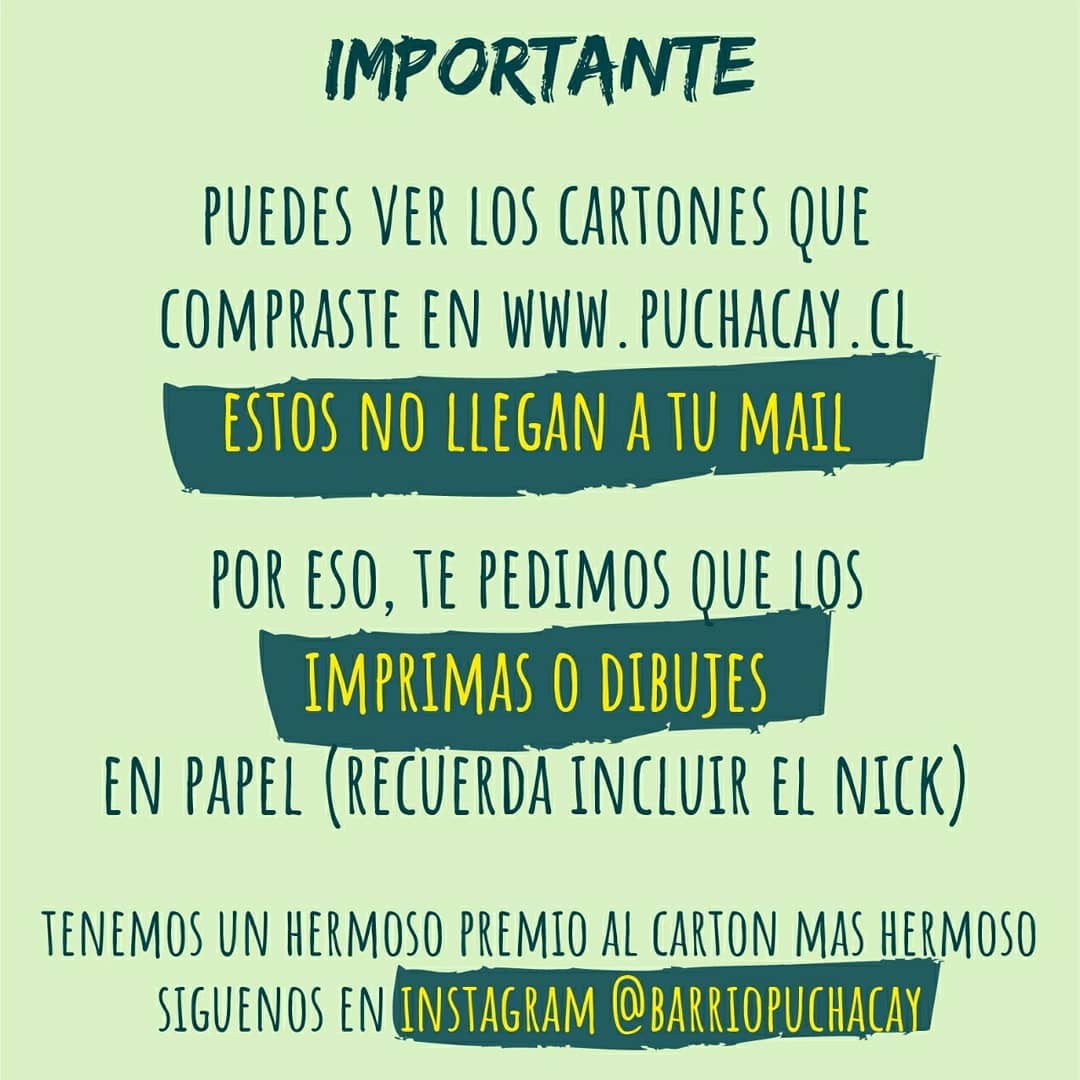 IMPORTANTE
PUEDES VER LOS CARTONES QUE
COMPRASTE EN WWW.PUCHACAY.CL
ESTOS NO LLEGAN A TU MAIL
POR ESO, TE PEDIMOS QUE LOS
IMPRIMAS O DIBUJES
EN PAPEL (RECUERDA INCLUIR EL NICK)
TENEMOS UN HERMOSO PREMIO AL CARTON MAS HERMOSO
SIGUENOS EN INSTAGRAM @BARRIOPUCHACAY